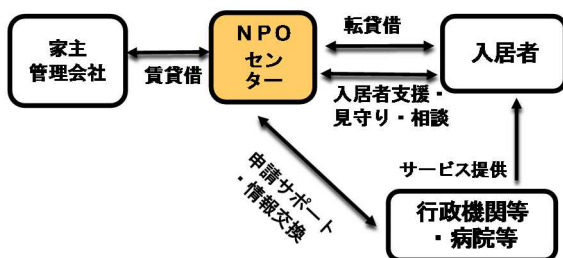 家主
管理会社
賃貸借
NPO
セン
ター
転貸借
入居者支援・
見守り・相談
入居者
申請サポート
・情報交換
サービス提供
行政機関等
・病院等